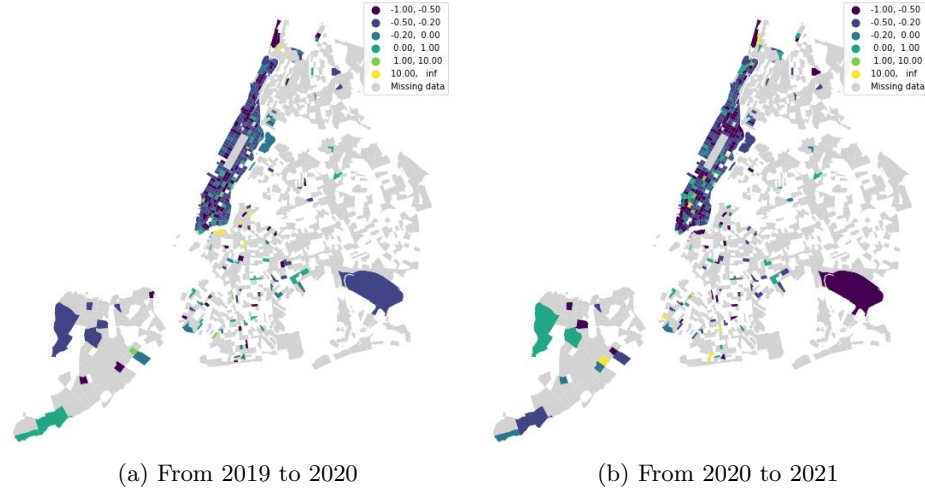 -1.00, -0.50
-0.50, -0.20
-0.20, 0.00
0.00, 1.00
1.00, 10.00
10.00, inf
Missing data
-1.00, -0.50
-0.50, -0.20
-0.20, 0.00
0.00, 1.00
1.00, 10.00
10.00, inf
Missing data
(a) From 2019 to 2020
(b) From 2020 to 2021